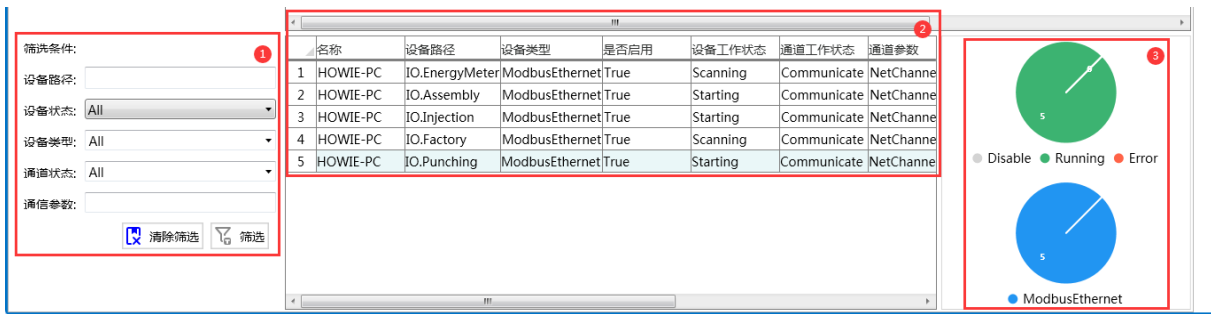 筛选条件:
1
设备路径:
设备状态: All
设备类型: All
通道状态: All
通信参数:
清除筛选 筛选
2
名称 设备路径 设备类型 是否启用 设备工作状态 通道工作状态 通道参数
1 HOWIE-PC IO.EnergyMeter ModbusEthernet True Scanning Communicate NetChanne
2 HOWIE-PC IO.Assembly ModbusEthernet True Starting Communicate NetChanne
3 HOWIE-PC IO.Injection ModbusEthernet True Starting Communicate NetChanne
4 HOWIE-PC IO.Factory ModbusEthernet True Scanning Communicate NetChanne
5 HOWIE-PC IO.Punching ModbusEthernet True Starting Communicate NetChanne
3
5
Disable Running Error
5
ModbusEthernet